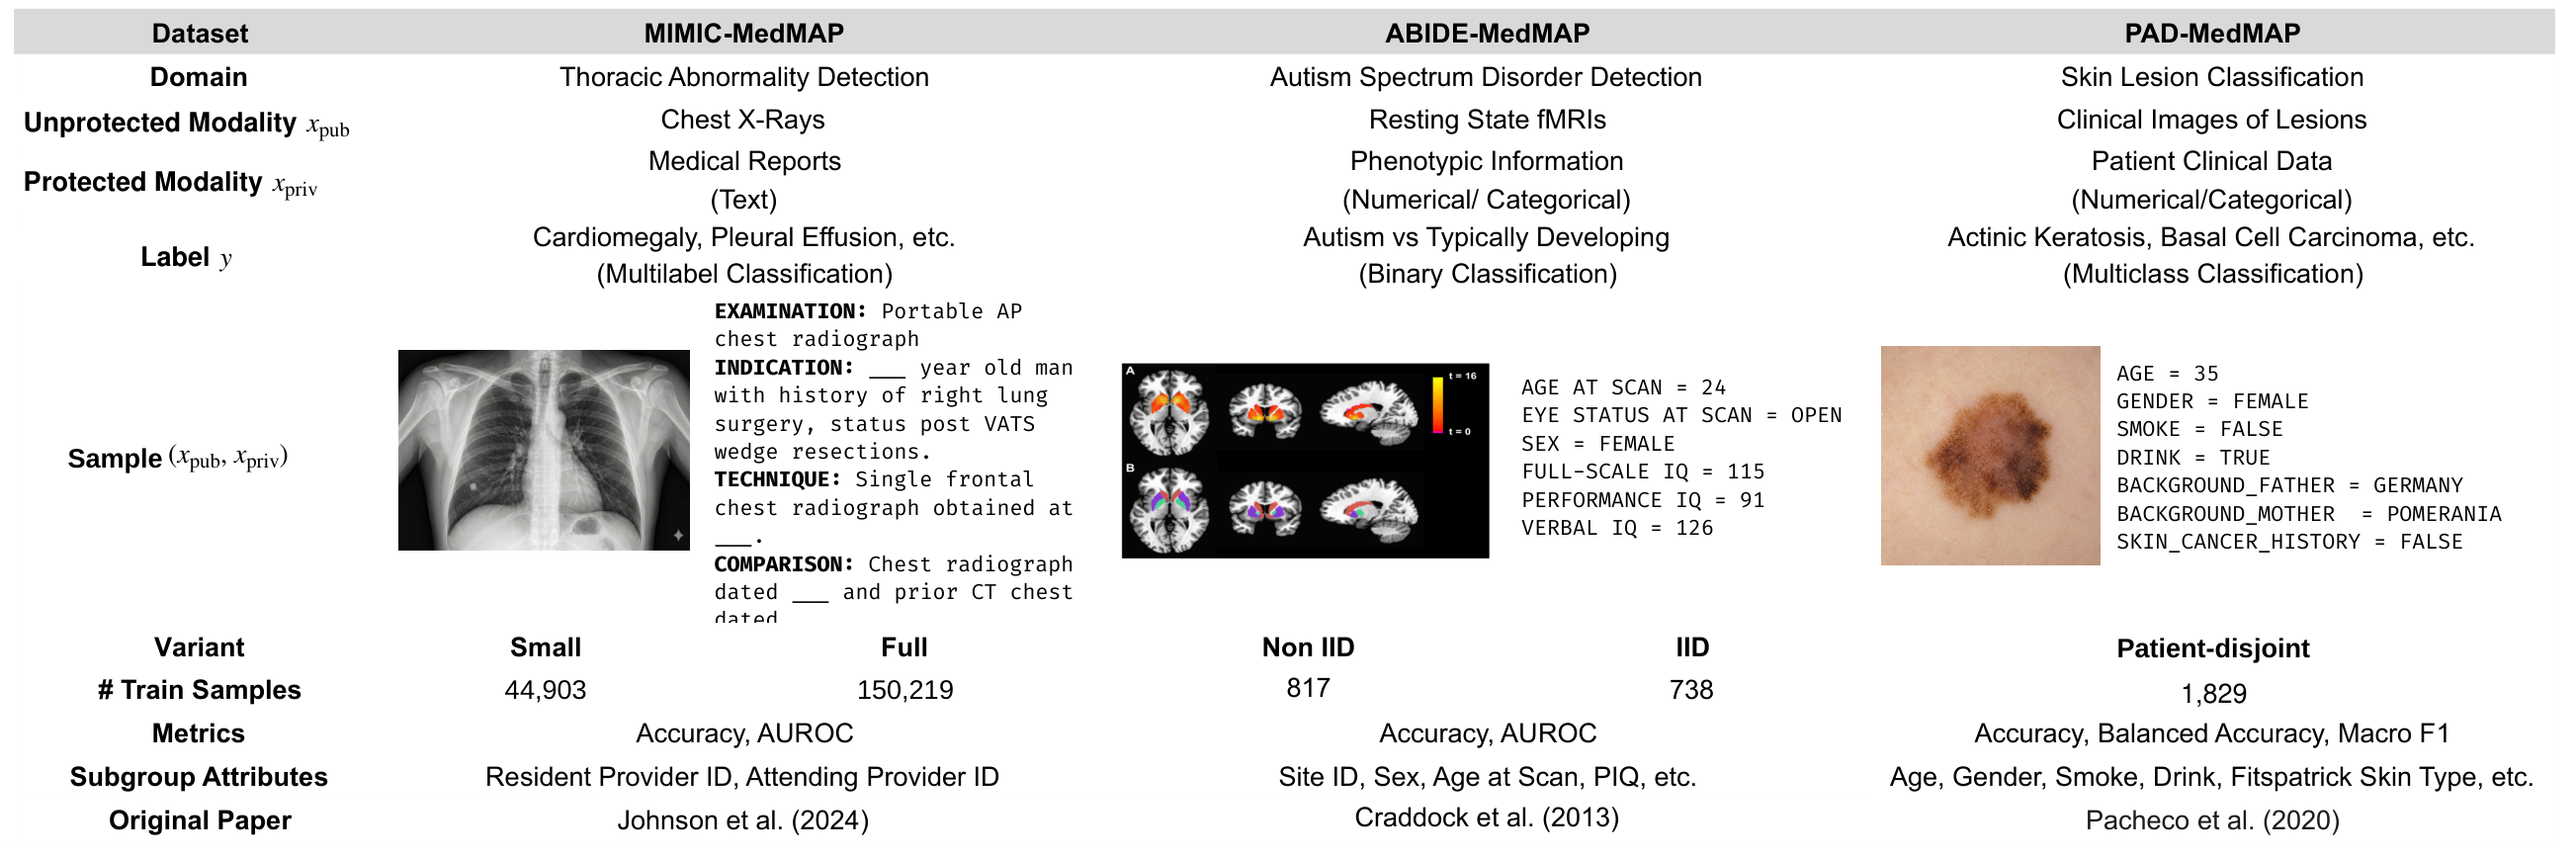 Dataset MIMIC-MedMAP ABIDE-MedMAP PAD-MedMAP
Domain Thoracic Abnormality Detection Autism Spectrum Disorder Detection Skin Lesion Classification
Unprotected Modality x_pub Chest X-Rays Resting State fMRIs Clinical Images of Lesions
Protected Modality x_priv Medical Reports Phenotypic Information Patient Clinical Data
(Text) (Numerical/ Categorical) (Numerical/Categorical)
Label y Cardiomegaly, Pleural Effusion, etc. Autism vs Typically Developing Actinic Keratosis, Basal Cell Carcinoma, etc.
(Multilabel Classification) (Binary Classification) (Multiclass Classification)
Sample (x_pub, x_priv)
EXAMINATION: Portable AP
chest radiograph
INDICATION: ___ year old man
with history of right lung
surgery, status post VATS
wedge resections.
TECHNIQUE: Single frontal
chest radiograph obtained at
___.
COMPARISON: Chest radiograph
dated ___ and prior CT chest
dated
A
t = 16
t = 0
B
AGE AT SCAN = 24
EYE STATUS AT SCAN = OPEN
SEX = FEMALE
FULL-SCALE IQ = 115
PERFORMANCE IQ = 91
VERBAL IQ = 126
AGE = 35
GENDER = FEMALE
SMOKE = FALSE
DRINK = TRUE
BACKGROUND_FATHER = GERMANY
BACKGROUND_MOTHER = POMERANIA
SKIN_CANCER_HISTORY = FALSE
Variant Small Full Non IID IID Patient-disjoint
# Train Samples 44,903 150,219 817 738 1,829
Metrics Accuracy, AUROC Accuracy, AUROC Accuracy, Balanced Accuracy, Macro F1
Subgroup Attributes Resident Provider ID, Attending Provider ID Site ID, Sex, Age at Scan, PIQ, etc. Age, Gender, Smoke, Drink, Fitspatrick Skin Type, etc.
Original Paper Johnson et al. (2024) Craddock et al. (2013) Pacheco et al. (2020)